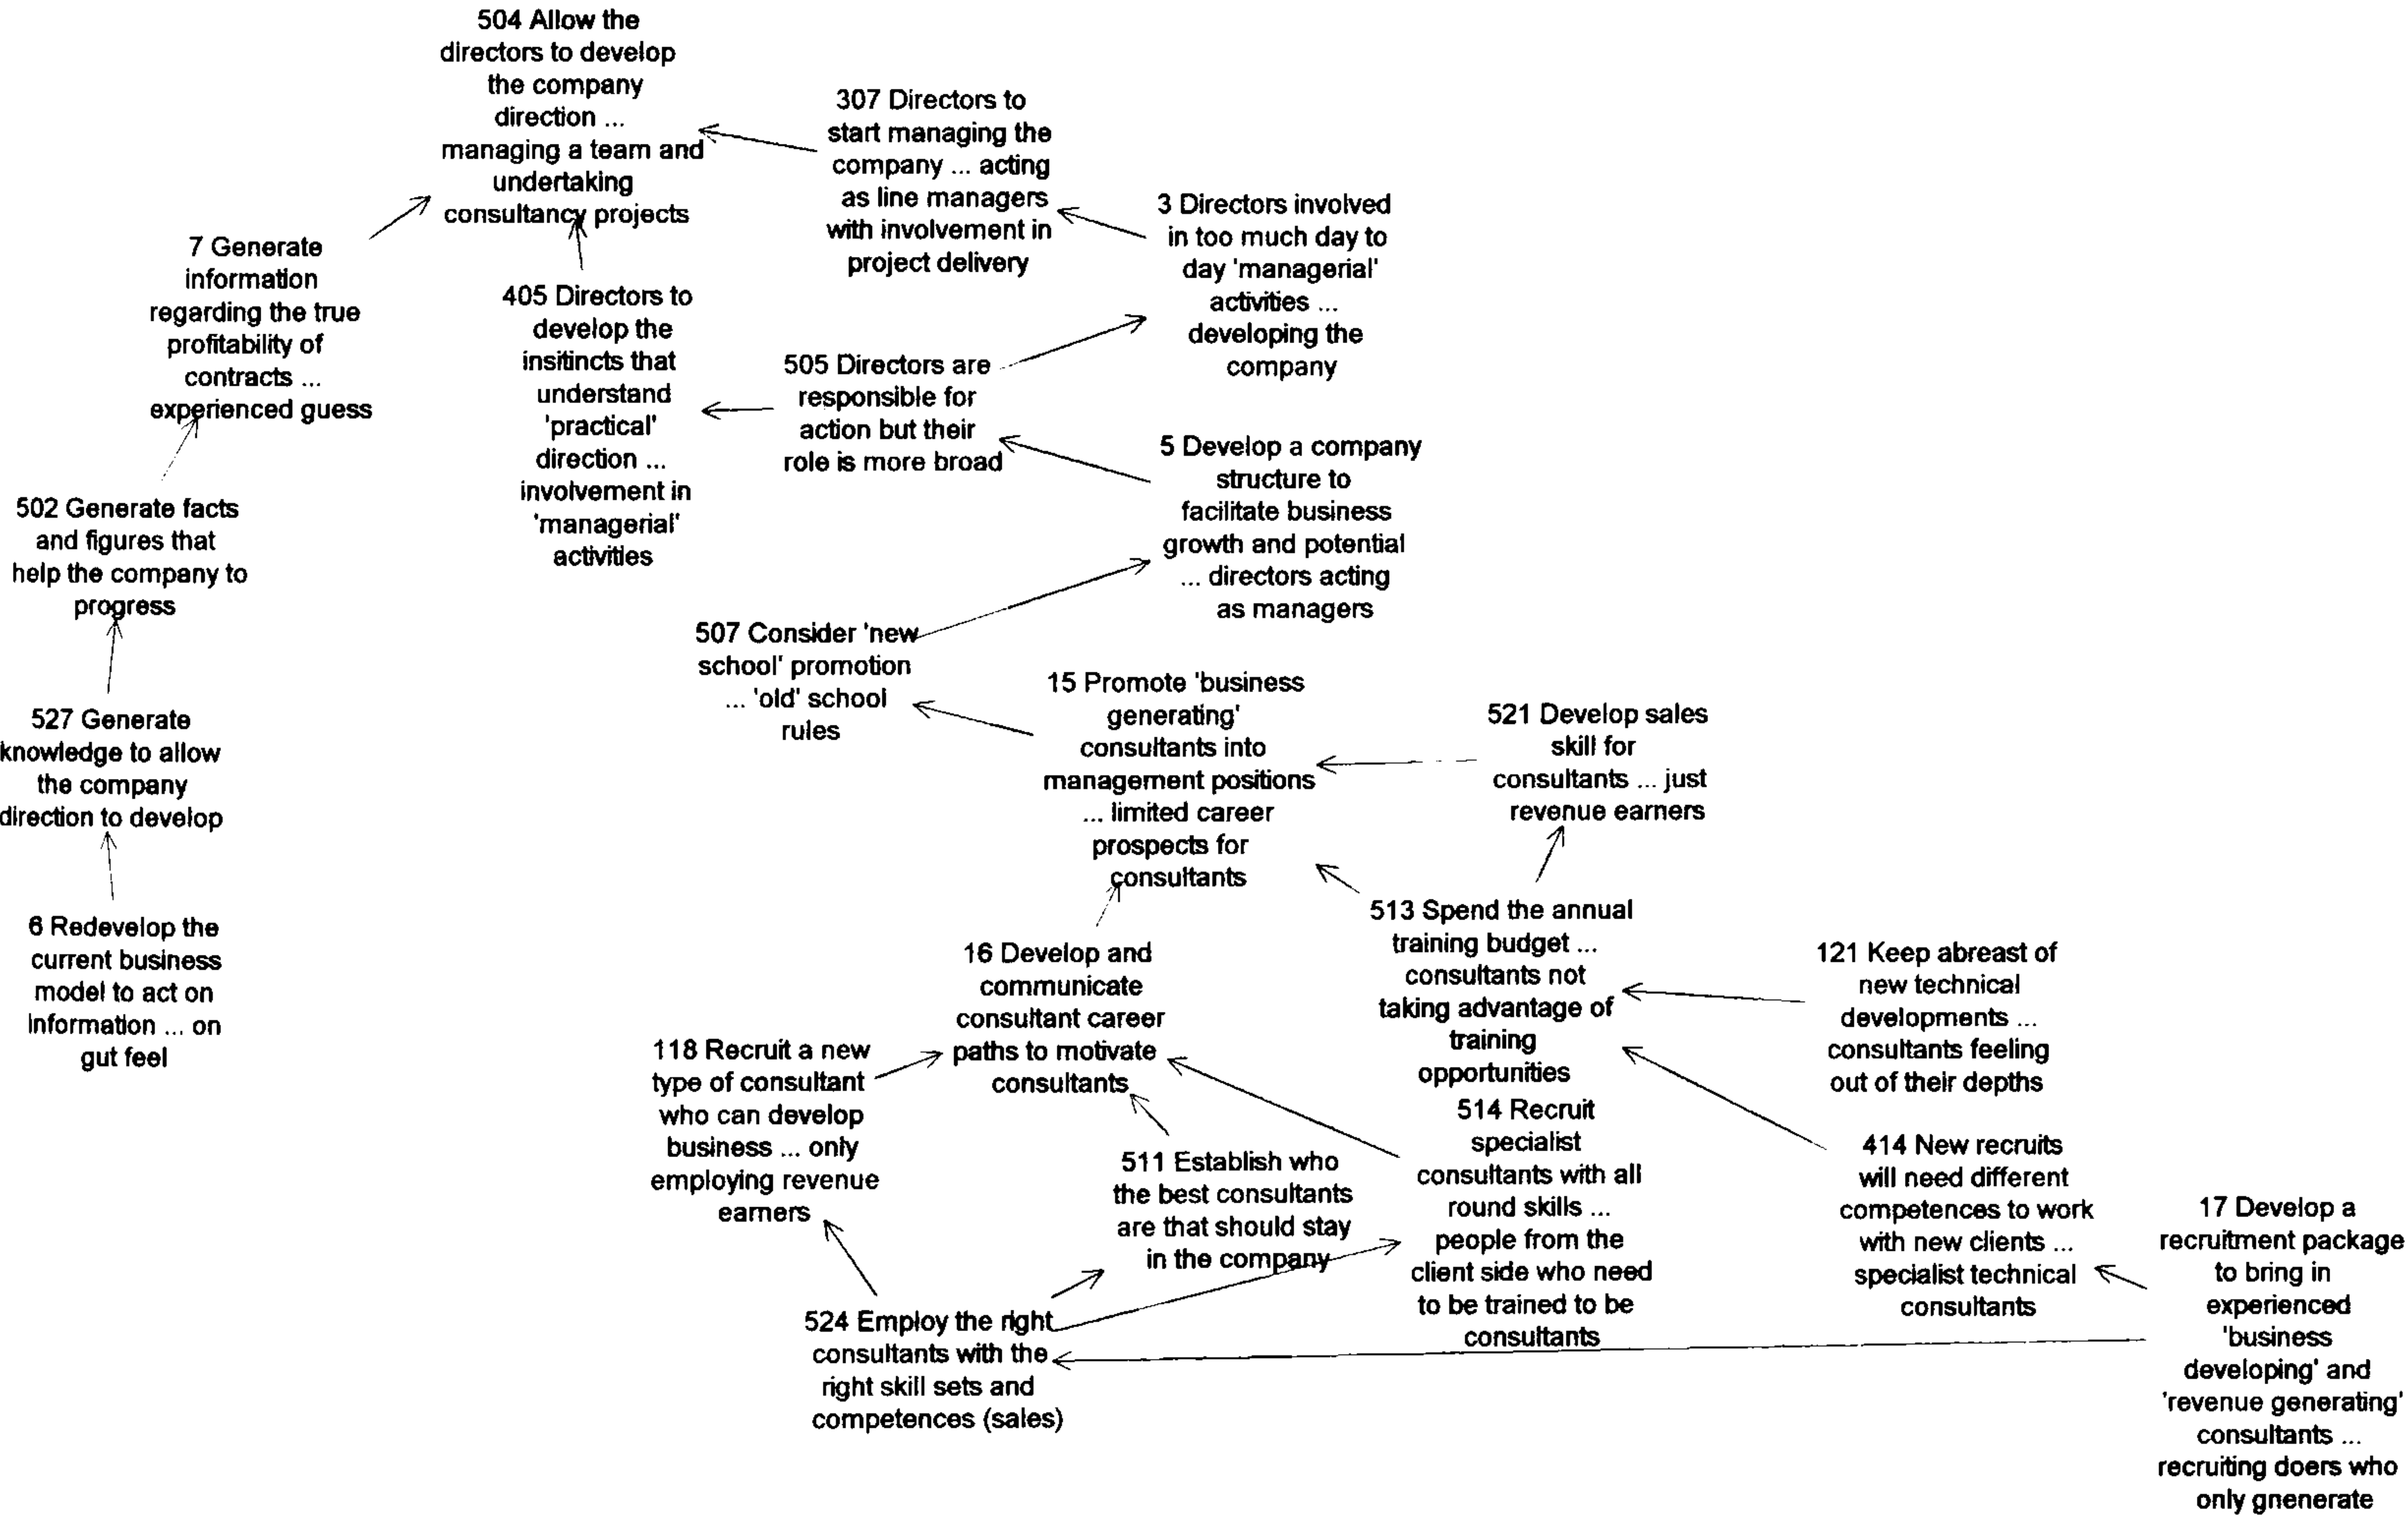 504 Allow the
directors to develop
the company
direction ...
managing a team and
undertaking
consultancy projects
307 Directors to
start managing the
company ... acting
as line managers
with involvement in
project delivery
3 Directors involved
in too much day to
day 'managerial'
activities ...
developing the
company
7 Generate
information
regarding the true
profitability of
contracts ...
experienced guess
405 Directors to
develop the
insitincts that
understand
'practical'
direction ...
involvement in
'managerial'
activities
505 Directors are
responsible for
action but their
role is more broad
5 Develop a company
structure to
facilitate business
growth and potential
... directors acting
as managers
502 Generate facts
and figures that
help the company to
progress
507 Consider 'new
school' promotion
... 'old' school
rules
15 Promote 'business
generating'
consultants into
management positions
... limited career
prospects for
consultants
521 Develop sales
skill for
consultants ... just
revenue earners
527 Generate
knowledge to allow
the company
direction to develop
6 Redevelop the
current business
model to act on
information ... on
gut feel
513 Spend the annual
training budget ...
consultants not
taking advantage of
training
opportunities
16 Develop and
communicate
consultant career
paths to motivate
consultants
121 Keep abreast of
new technical
developments ...
consultants feeling
out of their depths
118 Recruit a new
type of consultant
who can develop
business ... only
employing revenue
earners
511 Establish who
the best consultants
are that should stay
in the company
514 Recruit
specialist
consultants with all
round skills ...
people from the
client side who need
to be trained to be
consultants
414 New recruits
will need different
competences to work
with new clients ...
specialist technical
consultants
17 Develop a
recruitment package
to bring in
experienced
'business
developing' and
'revenue generating'
consultants ...
recruiting doers who
only gnenerate
524 Employ the right
consultants with the
right skill sets and
competences (sales)